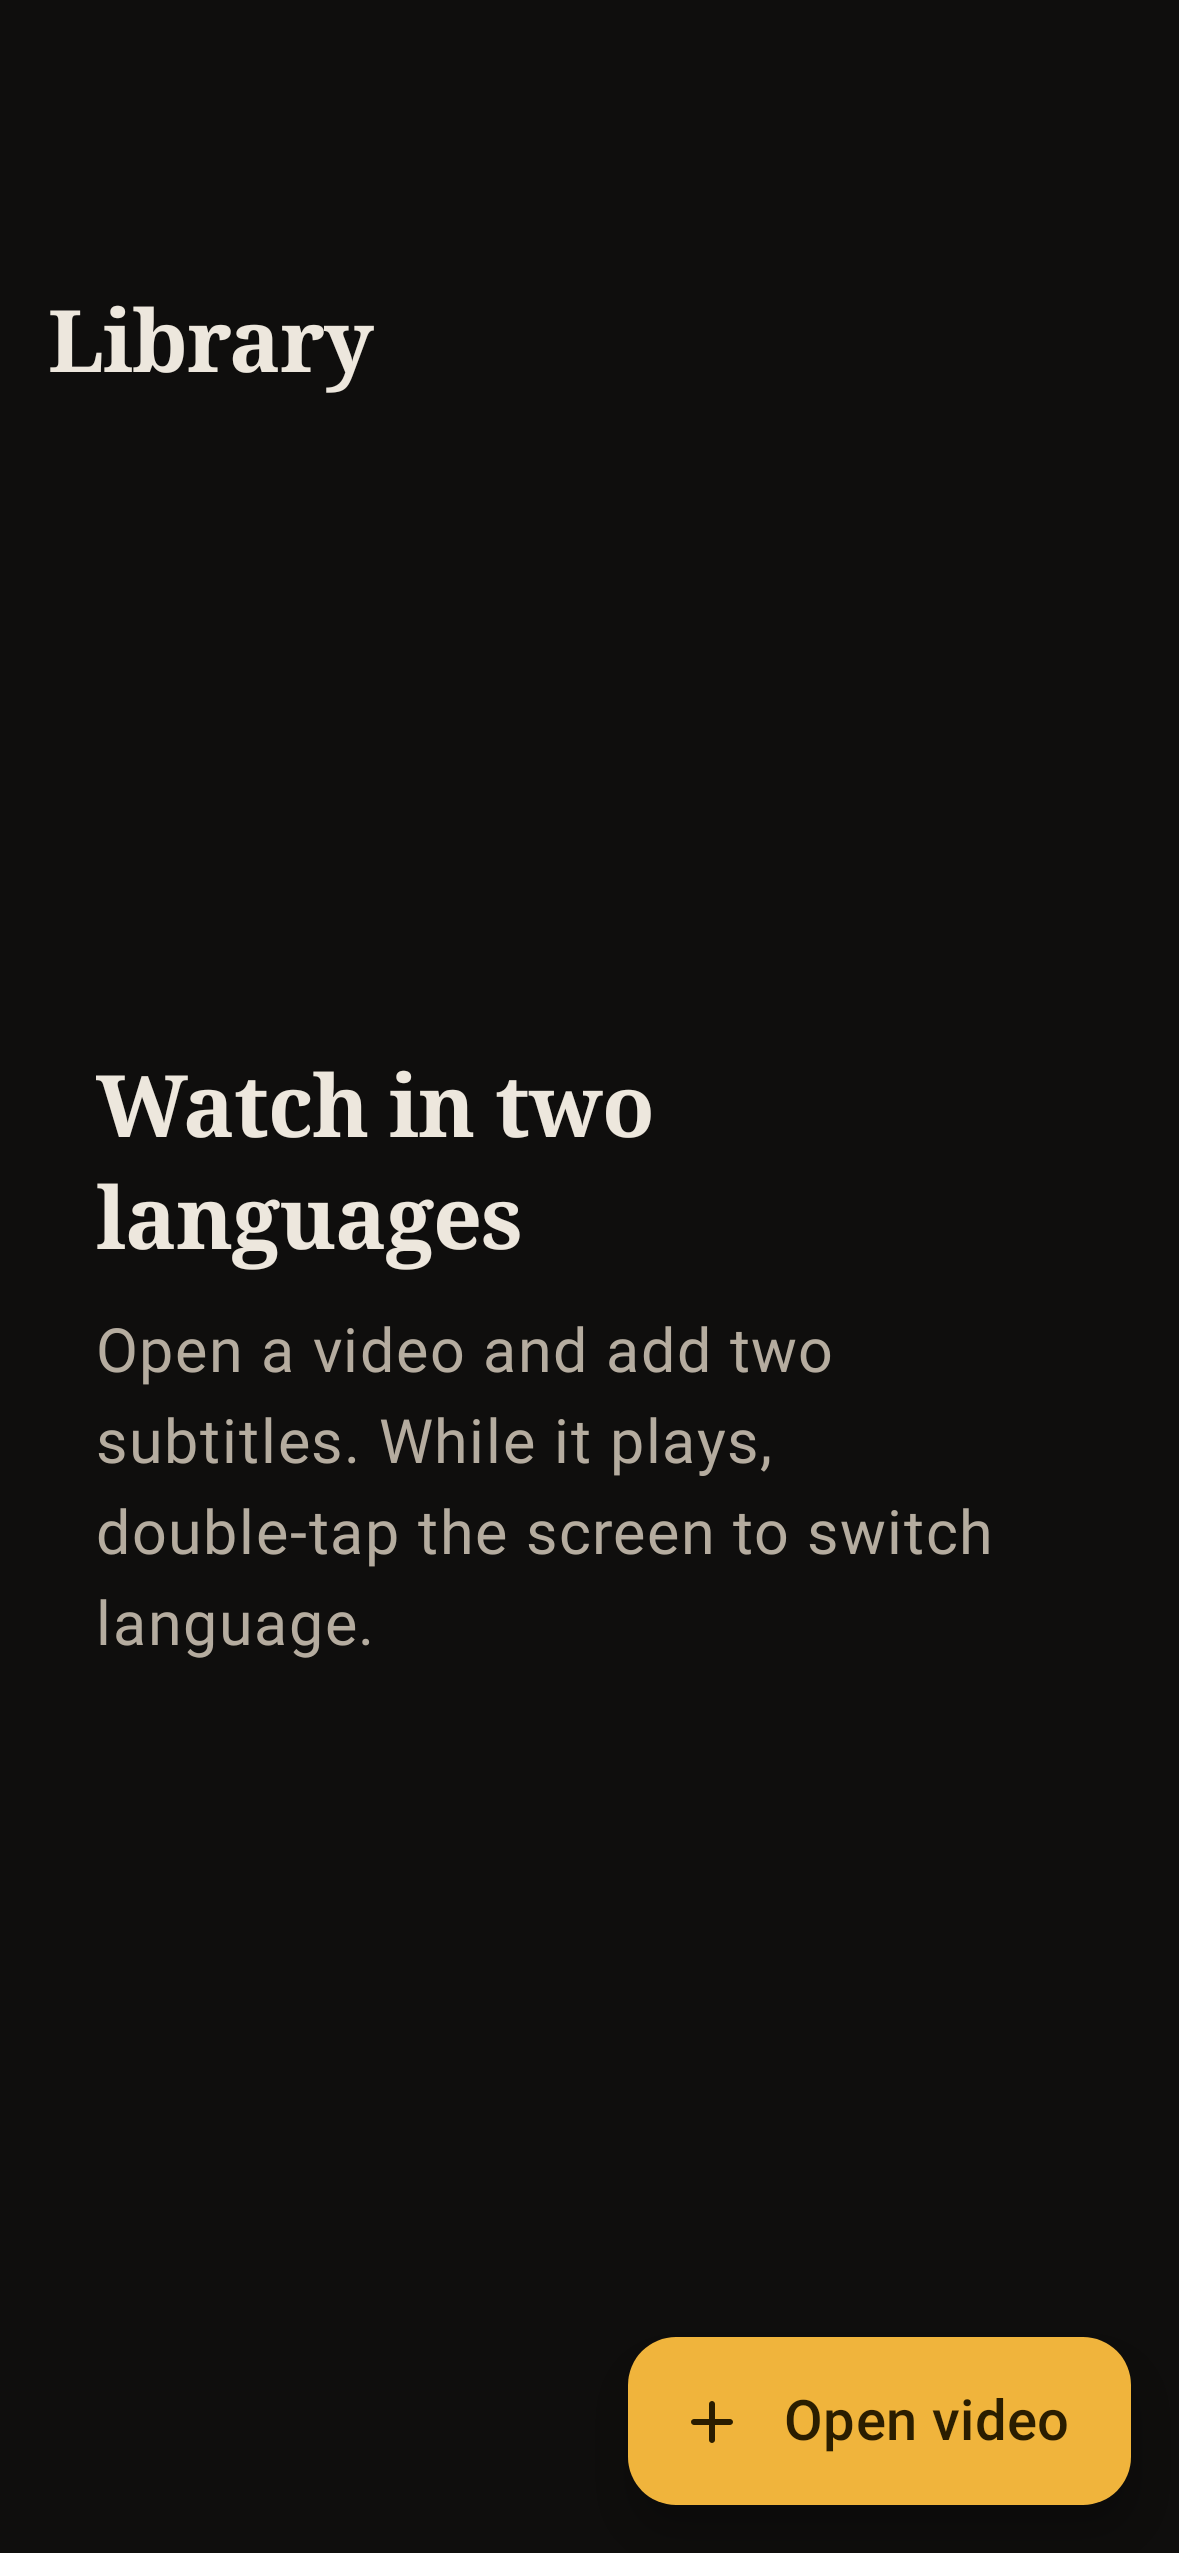 Library
Watch in two
languages
Open a video and add two
subtitles. While it plays,
double-tap the screen to switch
language.
Open video